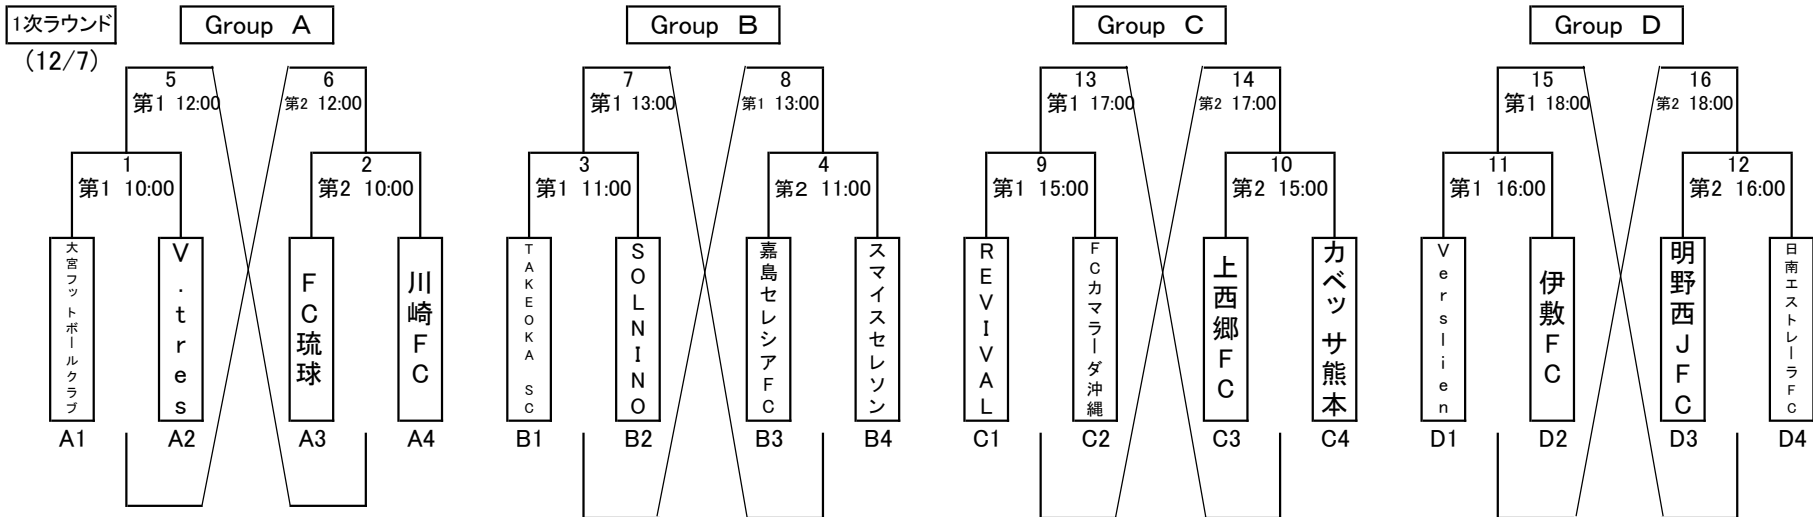 1次ラウンド
(12/7)
Group A
Group B
Group C
Group D
5
第1 12:00
6
第2 12:00
7
第1 13:00
8
第1 13:00
13
第1 17:00
14
第2 17:00
15
第1 18:00
16
第2 18:00
1
第1 10:00
2
第2 10:00
3
第1 11:00
4
第2 11:00
9
第1 15:00
10
第2 15:00
11
第1 16:00
12
第2 16:00
大宮フットボールクラブ
V.tres
FC琉球
川崎FC
TAKEOKA SC
SOLNINO
嘉島セレシアFC
スマイスセレソン
REVIVAL
FCカマラーダ沖縄
上西郷FC
カベッサ熊本
Verslien
伊敷FC
明野西JFC
日南エストレーラFC
A1
A2
A3
A4
B1
B2
B3
B4
C1
C2
C3
C4
D1
D2
D3
D4